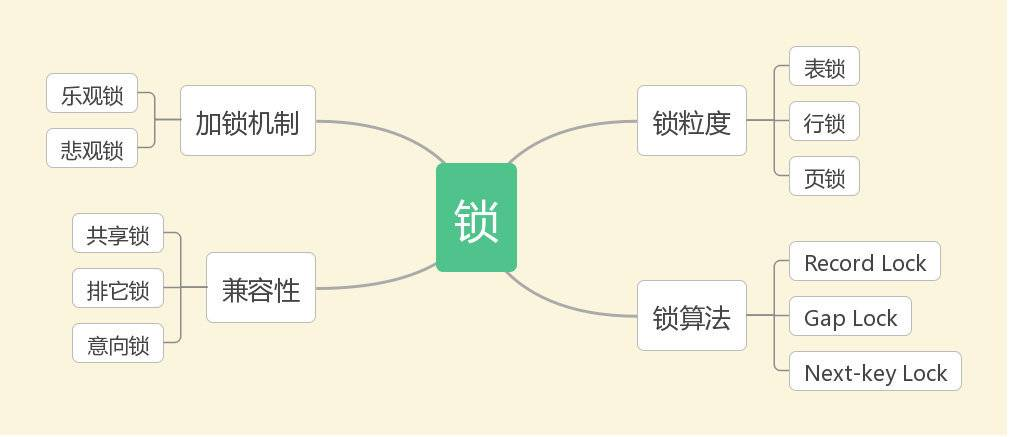 锁
加锁机制
乐观锁
悲观锁
兼容性
共享锁
排它锁
意向锁
锁粒度
表锁
行锁
页锁
锁算法
Record Lock
Gap Lock
Next-key Lock